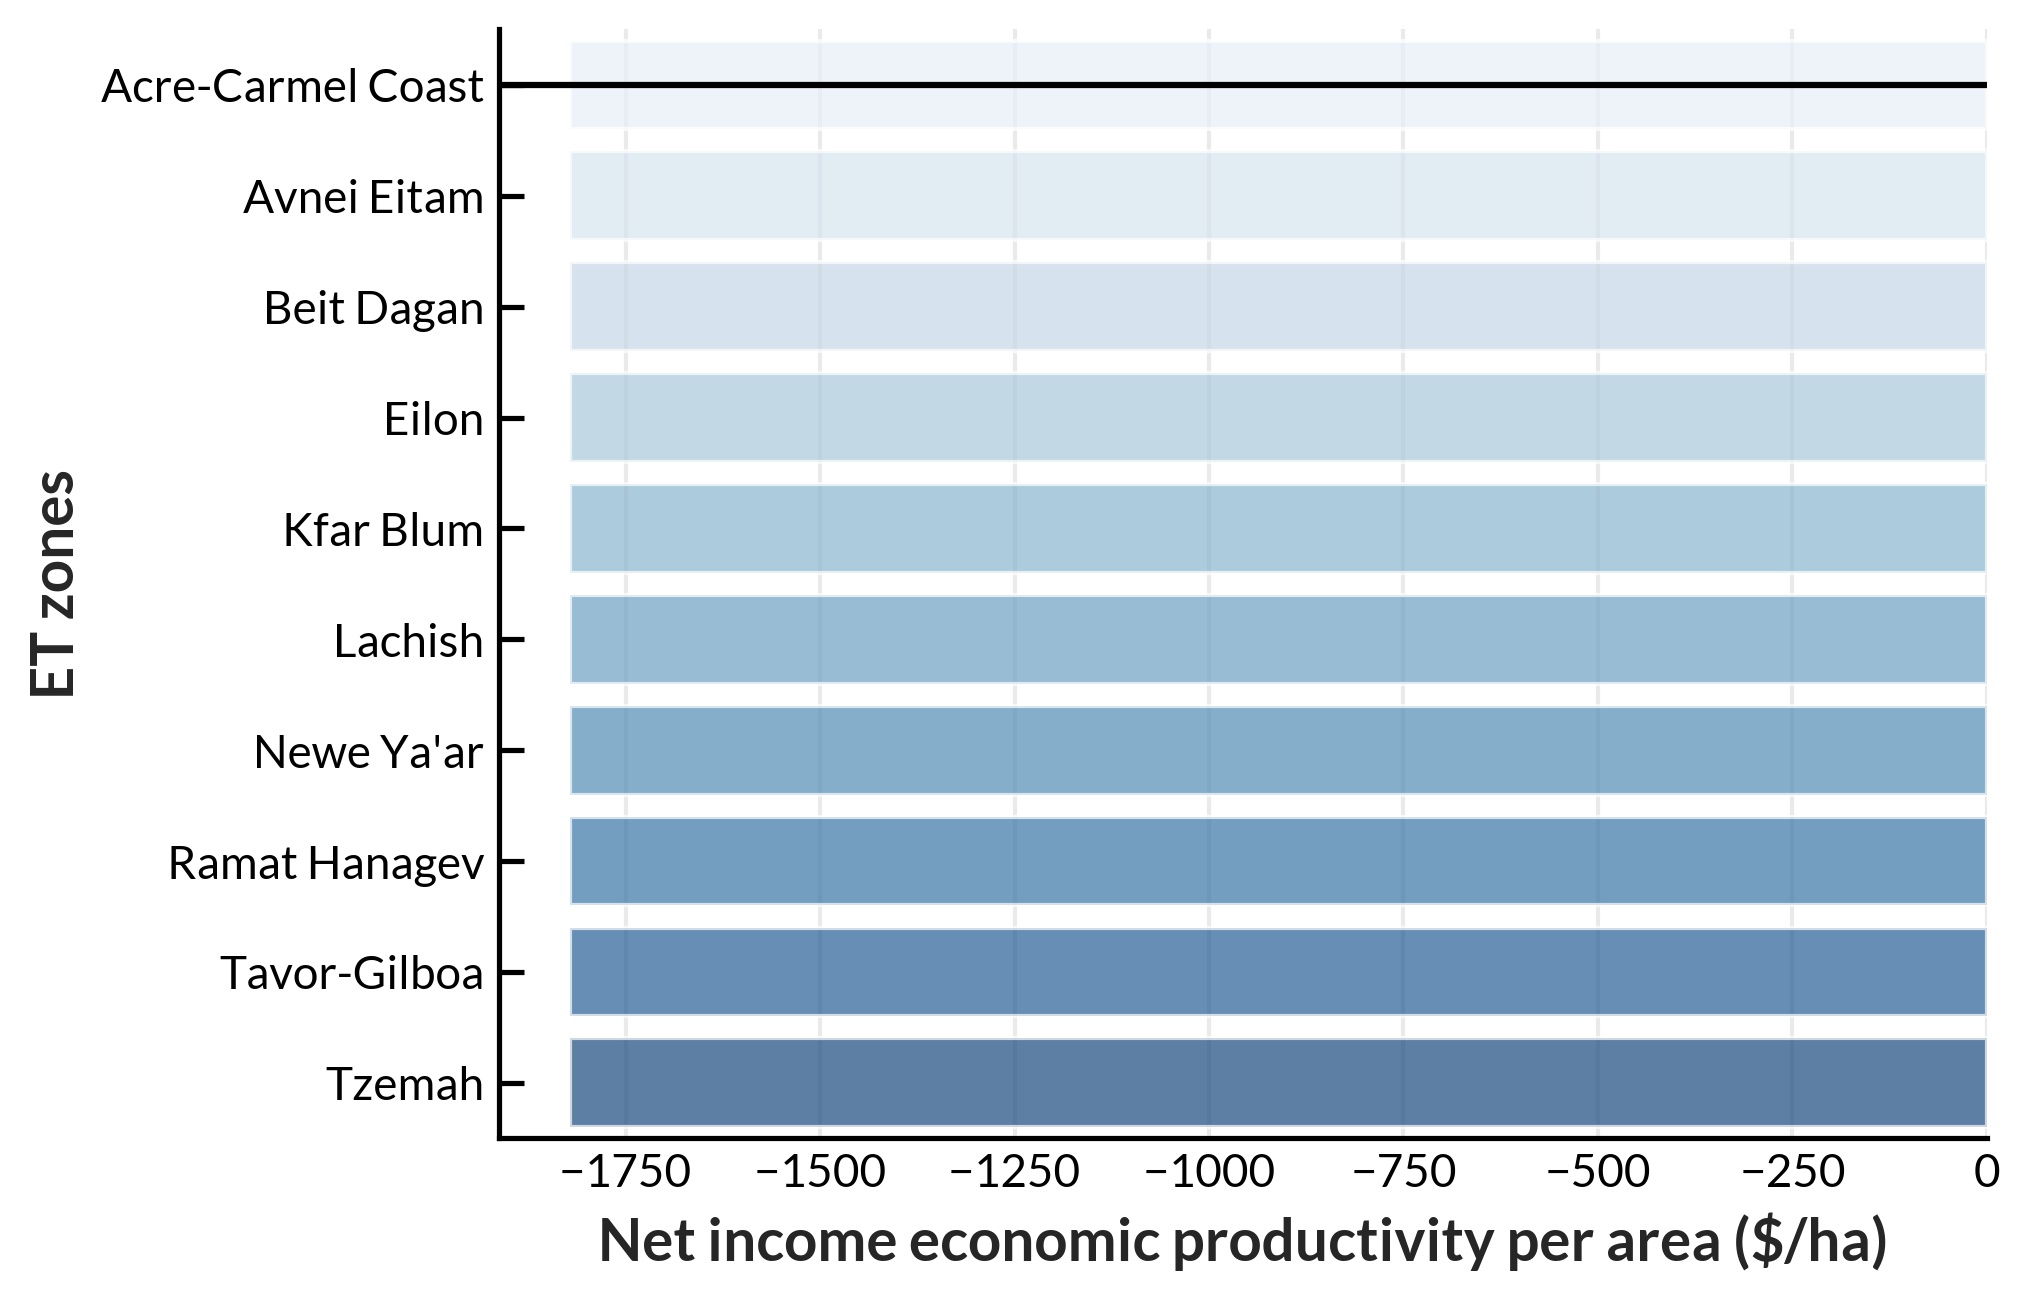 Acre-Carmel Coast
Avnei Eitam
Beit Dagan
Eilon
Kfar Blum
Lachish
Newe Ya'ar
Ramat Hanagev
Tavor-Gilboa
Tzemah
ET zones
−1750 −1500 −1250 −1000 −750 −500 −250 0
Net income economic productivity per area ($/ha)